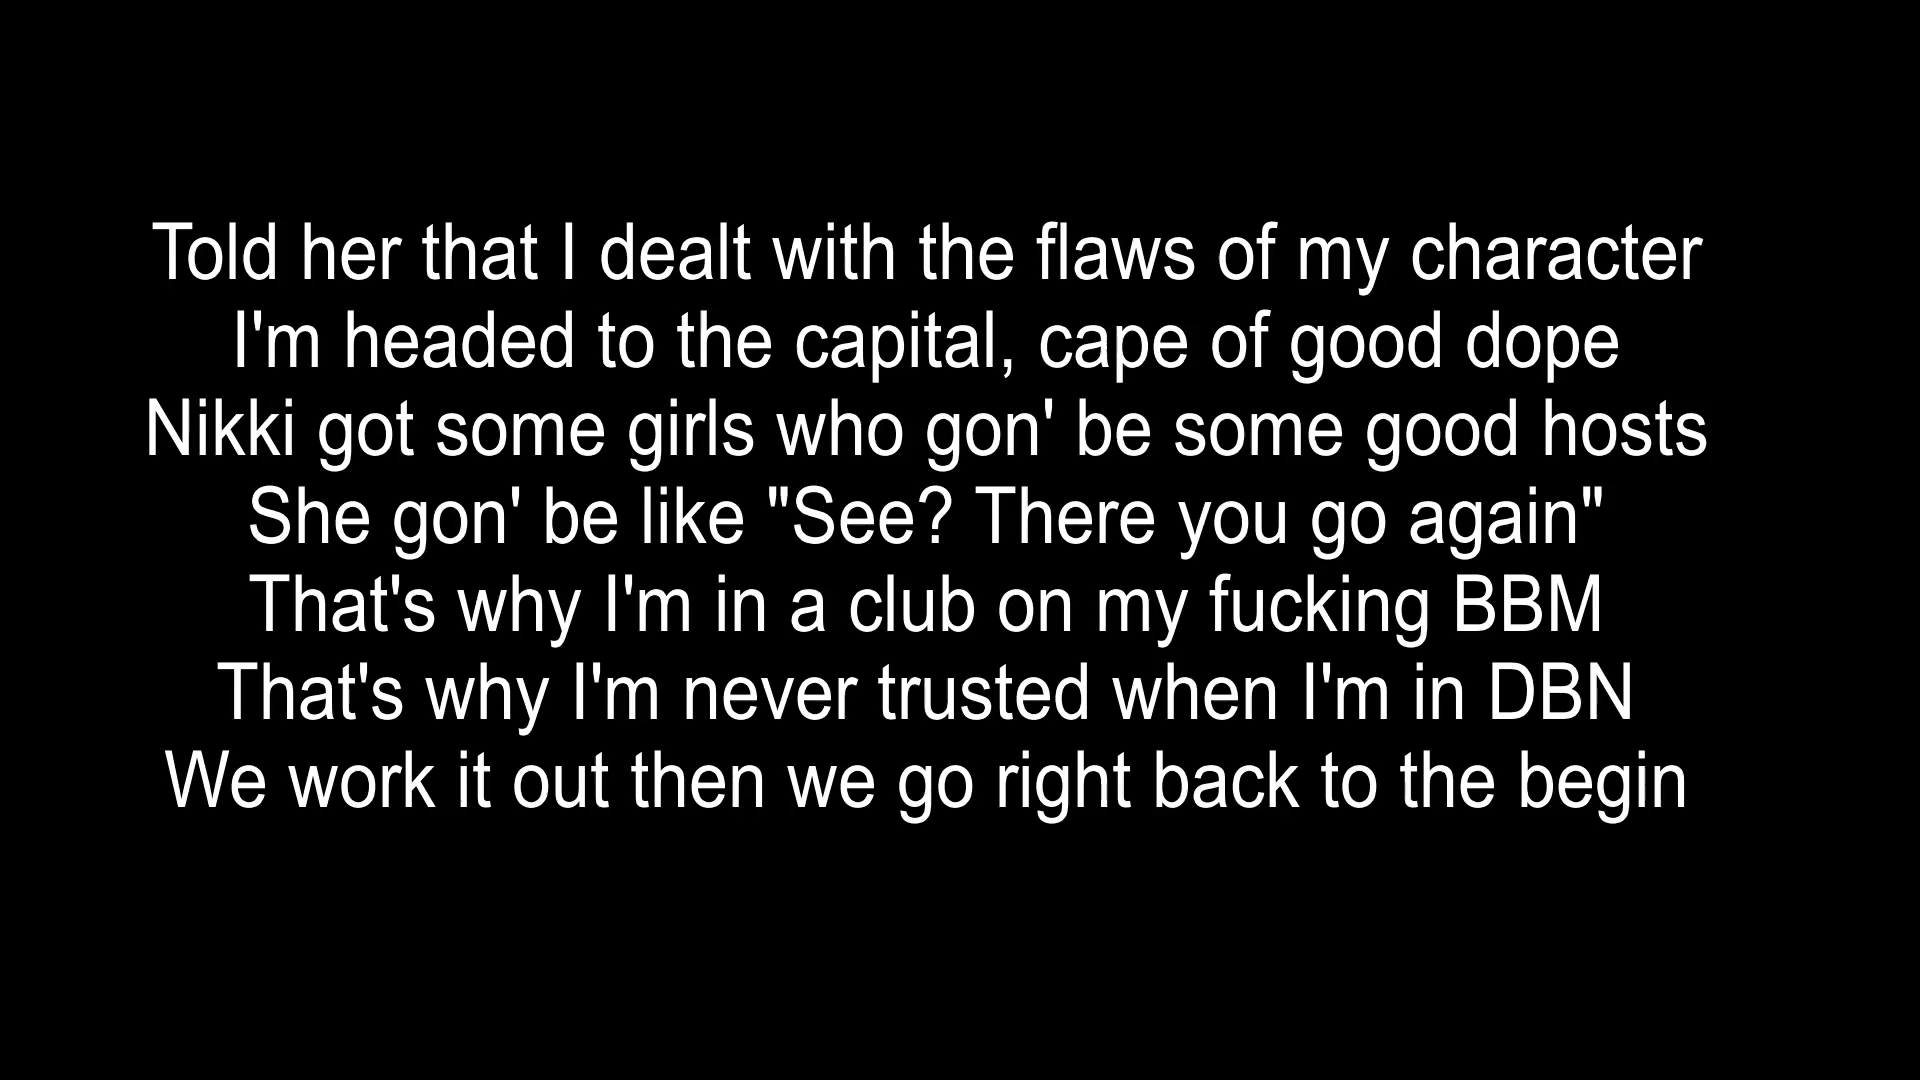 Told her that I dealt with the flaws of my character
I'm headed to the capital, cape of good dope
Nikki got some girls who gon' be some good hosts
She gon' be like "See? There you go again"
That's why I'm in a club on my fucking BBM
That's why I'm never trusted when I'm in DBN
We work it out then we go right back to the begin